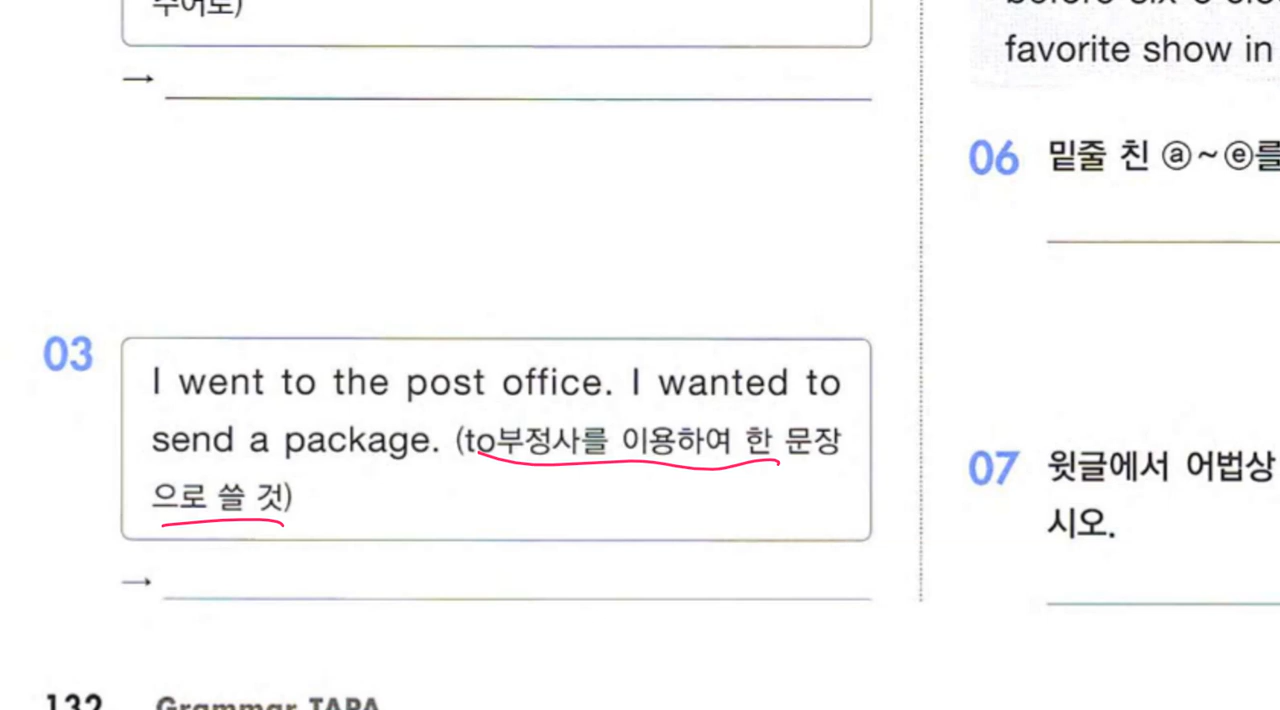 주어로)
→
03
I went to the post office. I wanted to
send a package. (to부정사를 이용하여 한 문장
으로 쓸 것)
→
132 Grammar TAPA
favorite show in
06 밑줄 친 ⓐ~ⓔ를
07 윗글에서 어법상
시오.